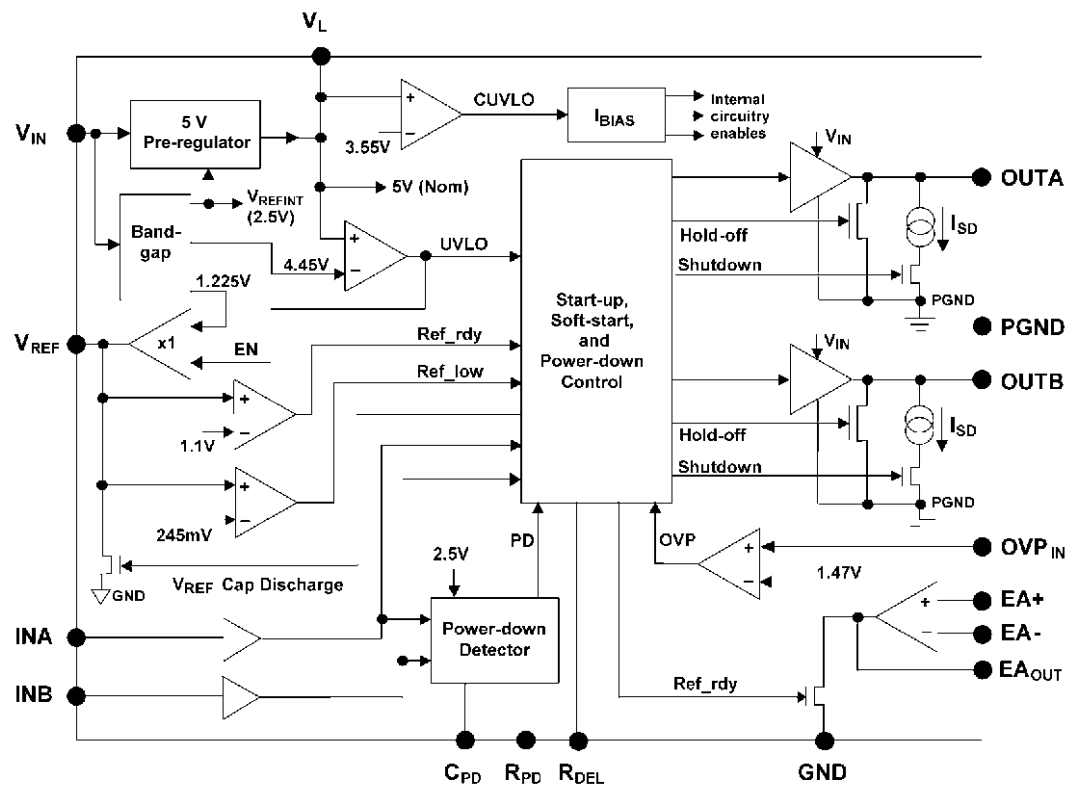 VL
VIN
5 V
Pre-regulator
+
−
3.55V
CUVLO
IBIAS
Internal
circuitry
enables
VREFINT
(2.5V)
5V (Nom)
Band-
gap
+
−
4.45V
UVLO
1.225V
VREF
x1
EN
Ref_rdy
Ref_low
+
−
1.1V
+
−
245mV
VREF Cap Discharge
GND
Start-up,
Soft-start,
and
Power-down
Control
VIN
OUTA
Hold-off
ISD
Shutdown
PGND
PGND
VIN
OUTB
Hold-off
ISD
Shutdown
PGND
PD
OVP
+
−
1.47V
OVPIN
2.5V
Power-down
Detector
INA
INB
EA+
+
EA-
−
EAOUT
Ref_rdy
CPD
RPD
RDEL
GND